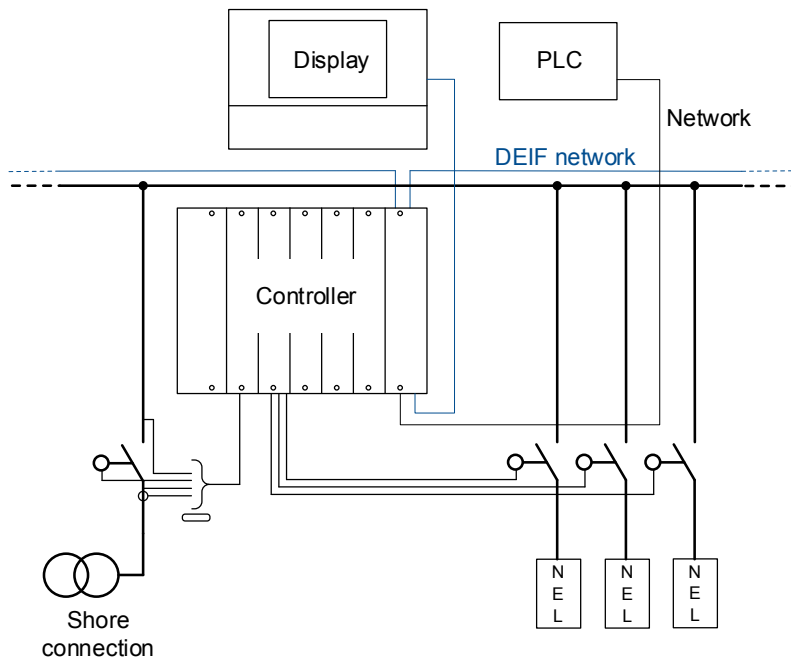 Display
PLC
Network
DEIF network
Controller
N
E
L
N
E
L
N
E
L
Shore
connection